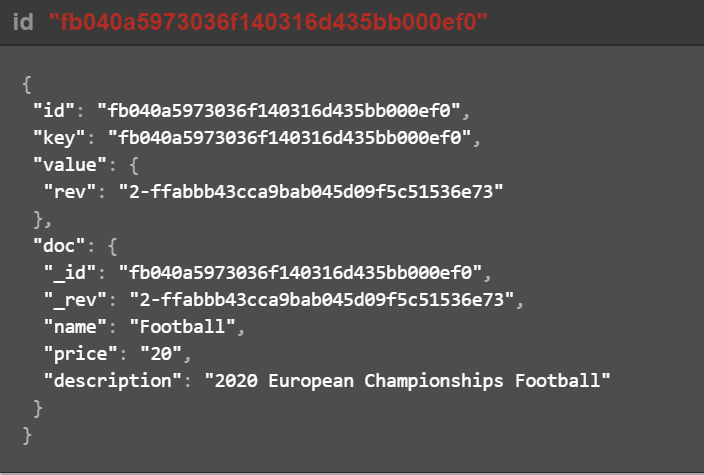 id "fb040a5973036f140316d435bb000ef0"
{
"id": "fb040a5973036f140316d435bb000ef0",
"key": "fb040a5973036f140316d435bb000ef0",
"value": {
"rev": "2-ffabbb43cca9bab045d09f5c51536e73"
},
"doc": {
"_id": "fb040a5973036f140316d435bb000ef0",
"_rev": "2-ffabbb43cca9bab045d09f5c51536e73",
"name": "Football",
"price": "20",
"description": "2020 European Championships Football"
}
}